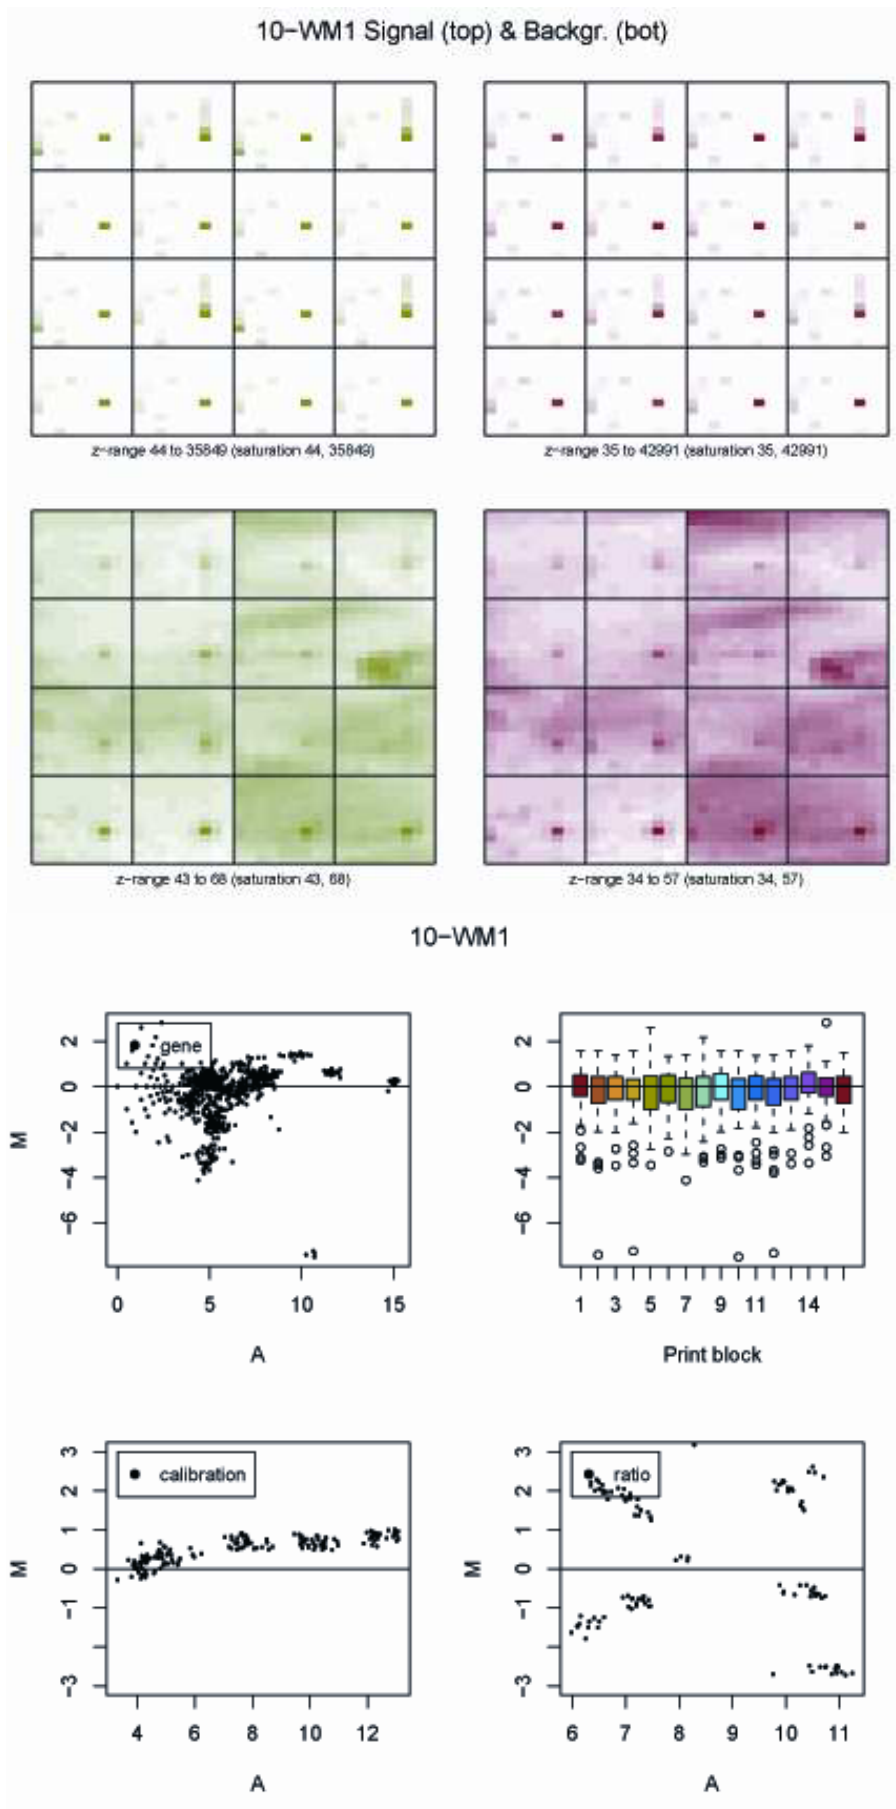 10−WM1 Signal (top) & Backgr. (bot)
z−range 44 to 35849 (saturation 44, 35849)
z−range 35 to 42991 (saturation 35, 42991)
z−range 43 to 68 (saturation 43, 68)
z−range 34 to 57 (saturation 34, 57)
10−WM1
gene
M
2
0
−2
−4
−6
0 5 10 15
A
2
0
−2
−4
−6
1 3 5 7 9 11 14
Print block
calibration
M
3
2
1
0
−1
−3
4 6 8 10 12
A
ratio
M
3
2
1
0
−1
−3
6 7 8 9 10 11
A